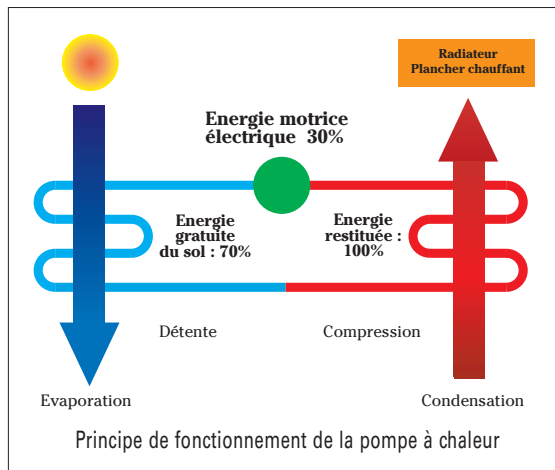 Radiateur
Plancher chauffant
Energie motrice
électrique 30%
Energie
gratuite
du sol : 70%
Energie
restituée :
100%
Détente
Compression
Evaporation
Condensation
Principe de fonctionnement de la pompe à chaleur